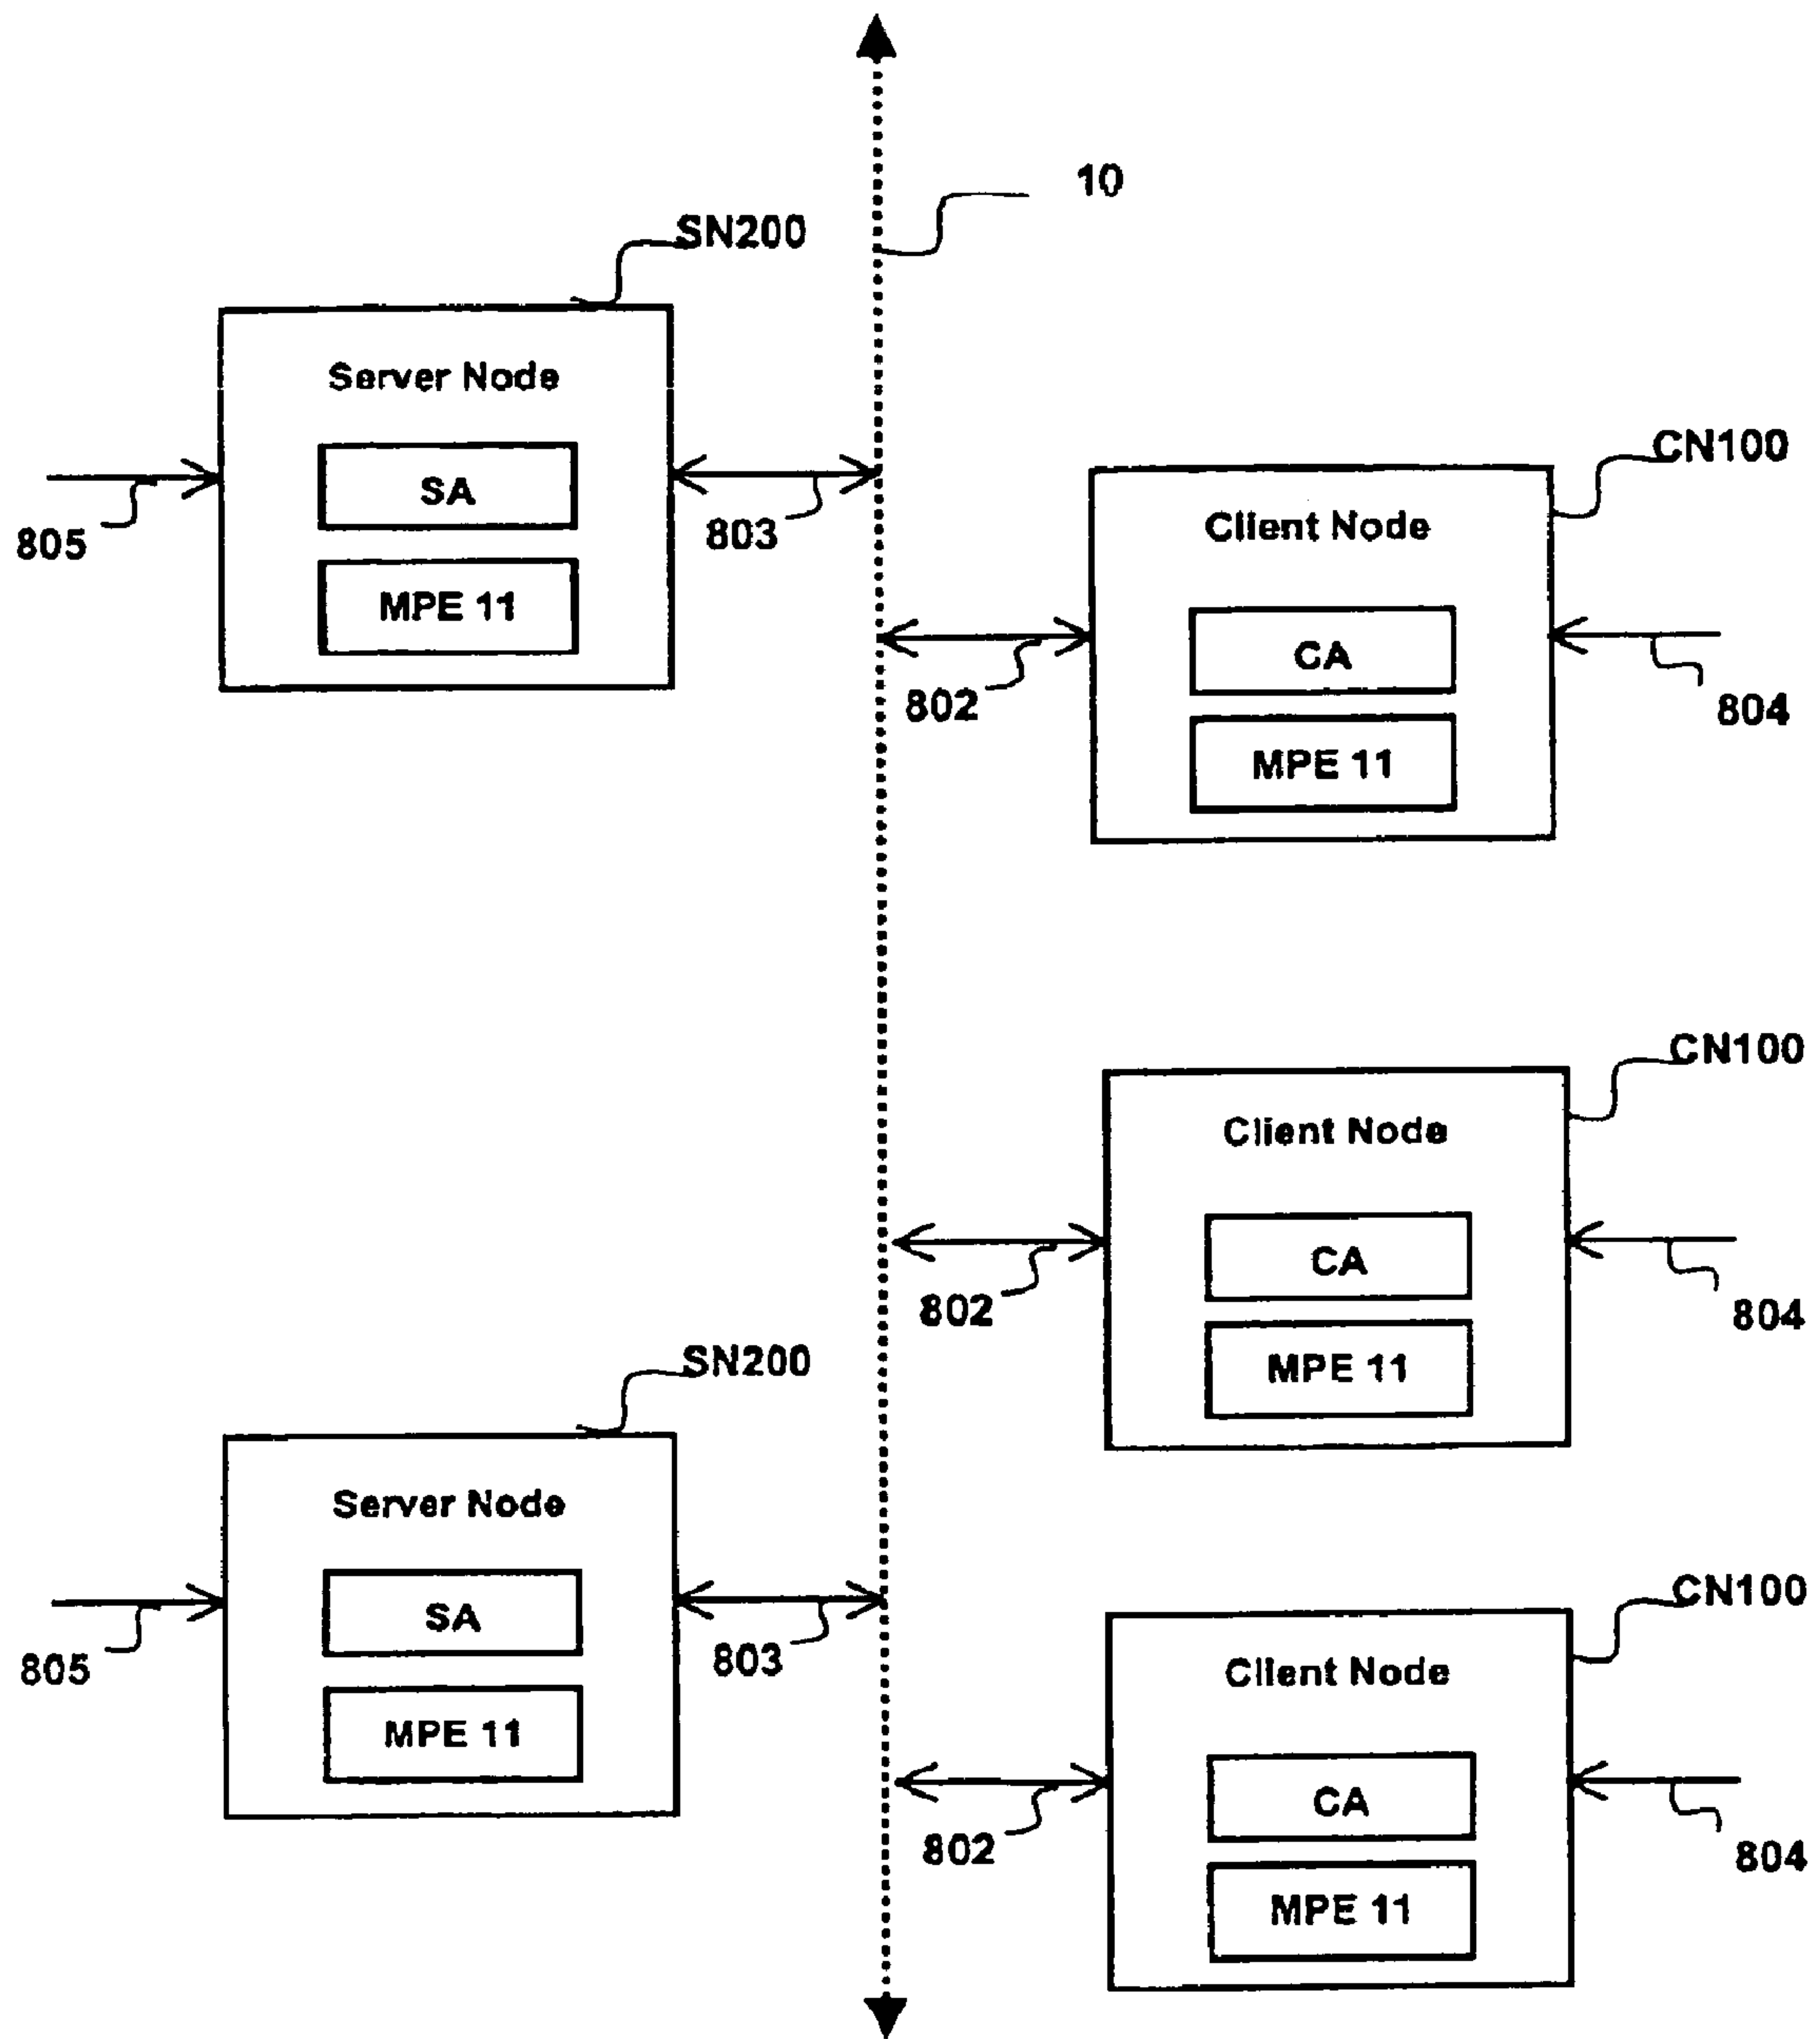 10
SN200
Server Node
SA
MPE 11
805
803
CN100
Client Node
CA
MPE 11
802
804
CN100
Client Node
CA
MPE 11
802
804
SN200
Server Node
SA
MPE 11
805
803
CN100
Client Node
CA
MPE 11
802
804